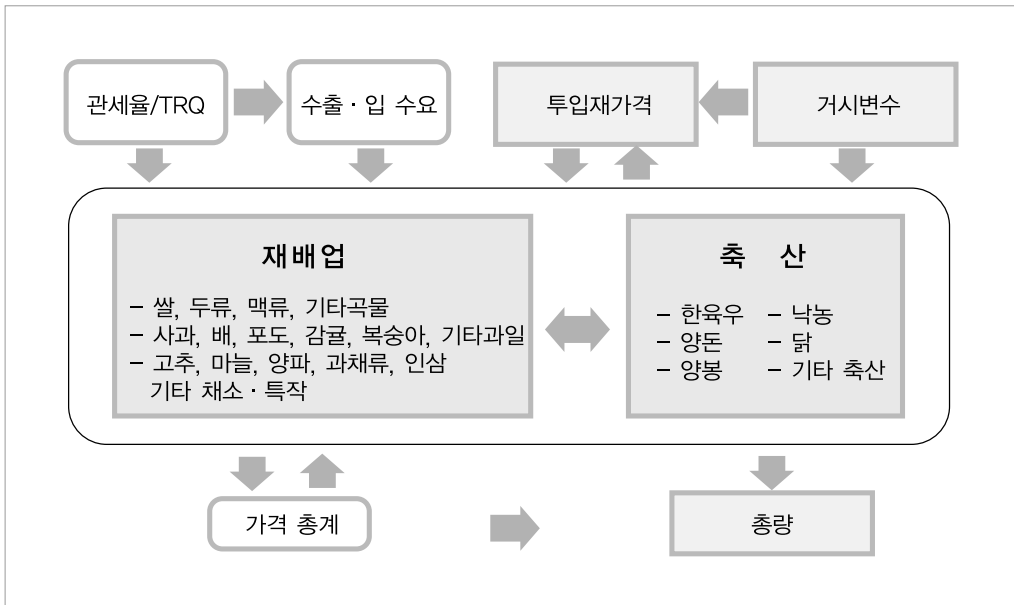 관세율/TRQ
수출·입 수요
투입재가격
거시변수
재배업
- 쌀, 두류, 맥류, 기타곡물
- 사과, 배, 포도, 감귤, 복숭아, 기타과일
- 고추, 마늘, 양파, 과채류, 인삼
기타 채소·특작
축 산
- 한육우 - 낙농
- 양돈 - 닭
- 양봉 - 기타 축산
가격 총계
총량